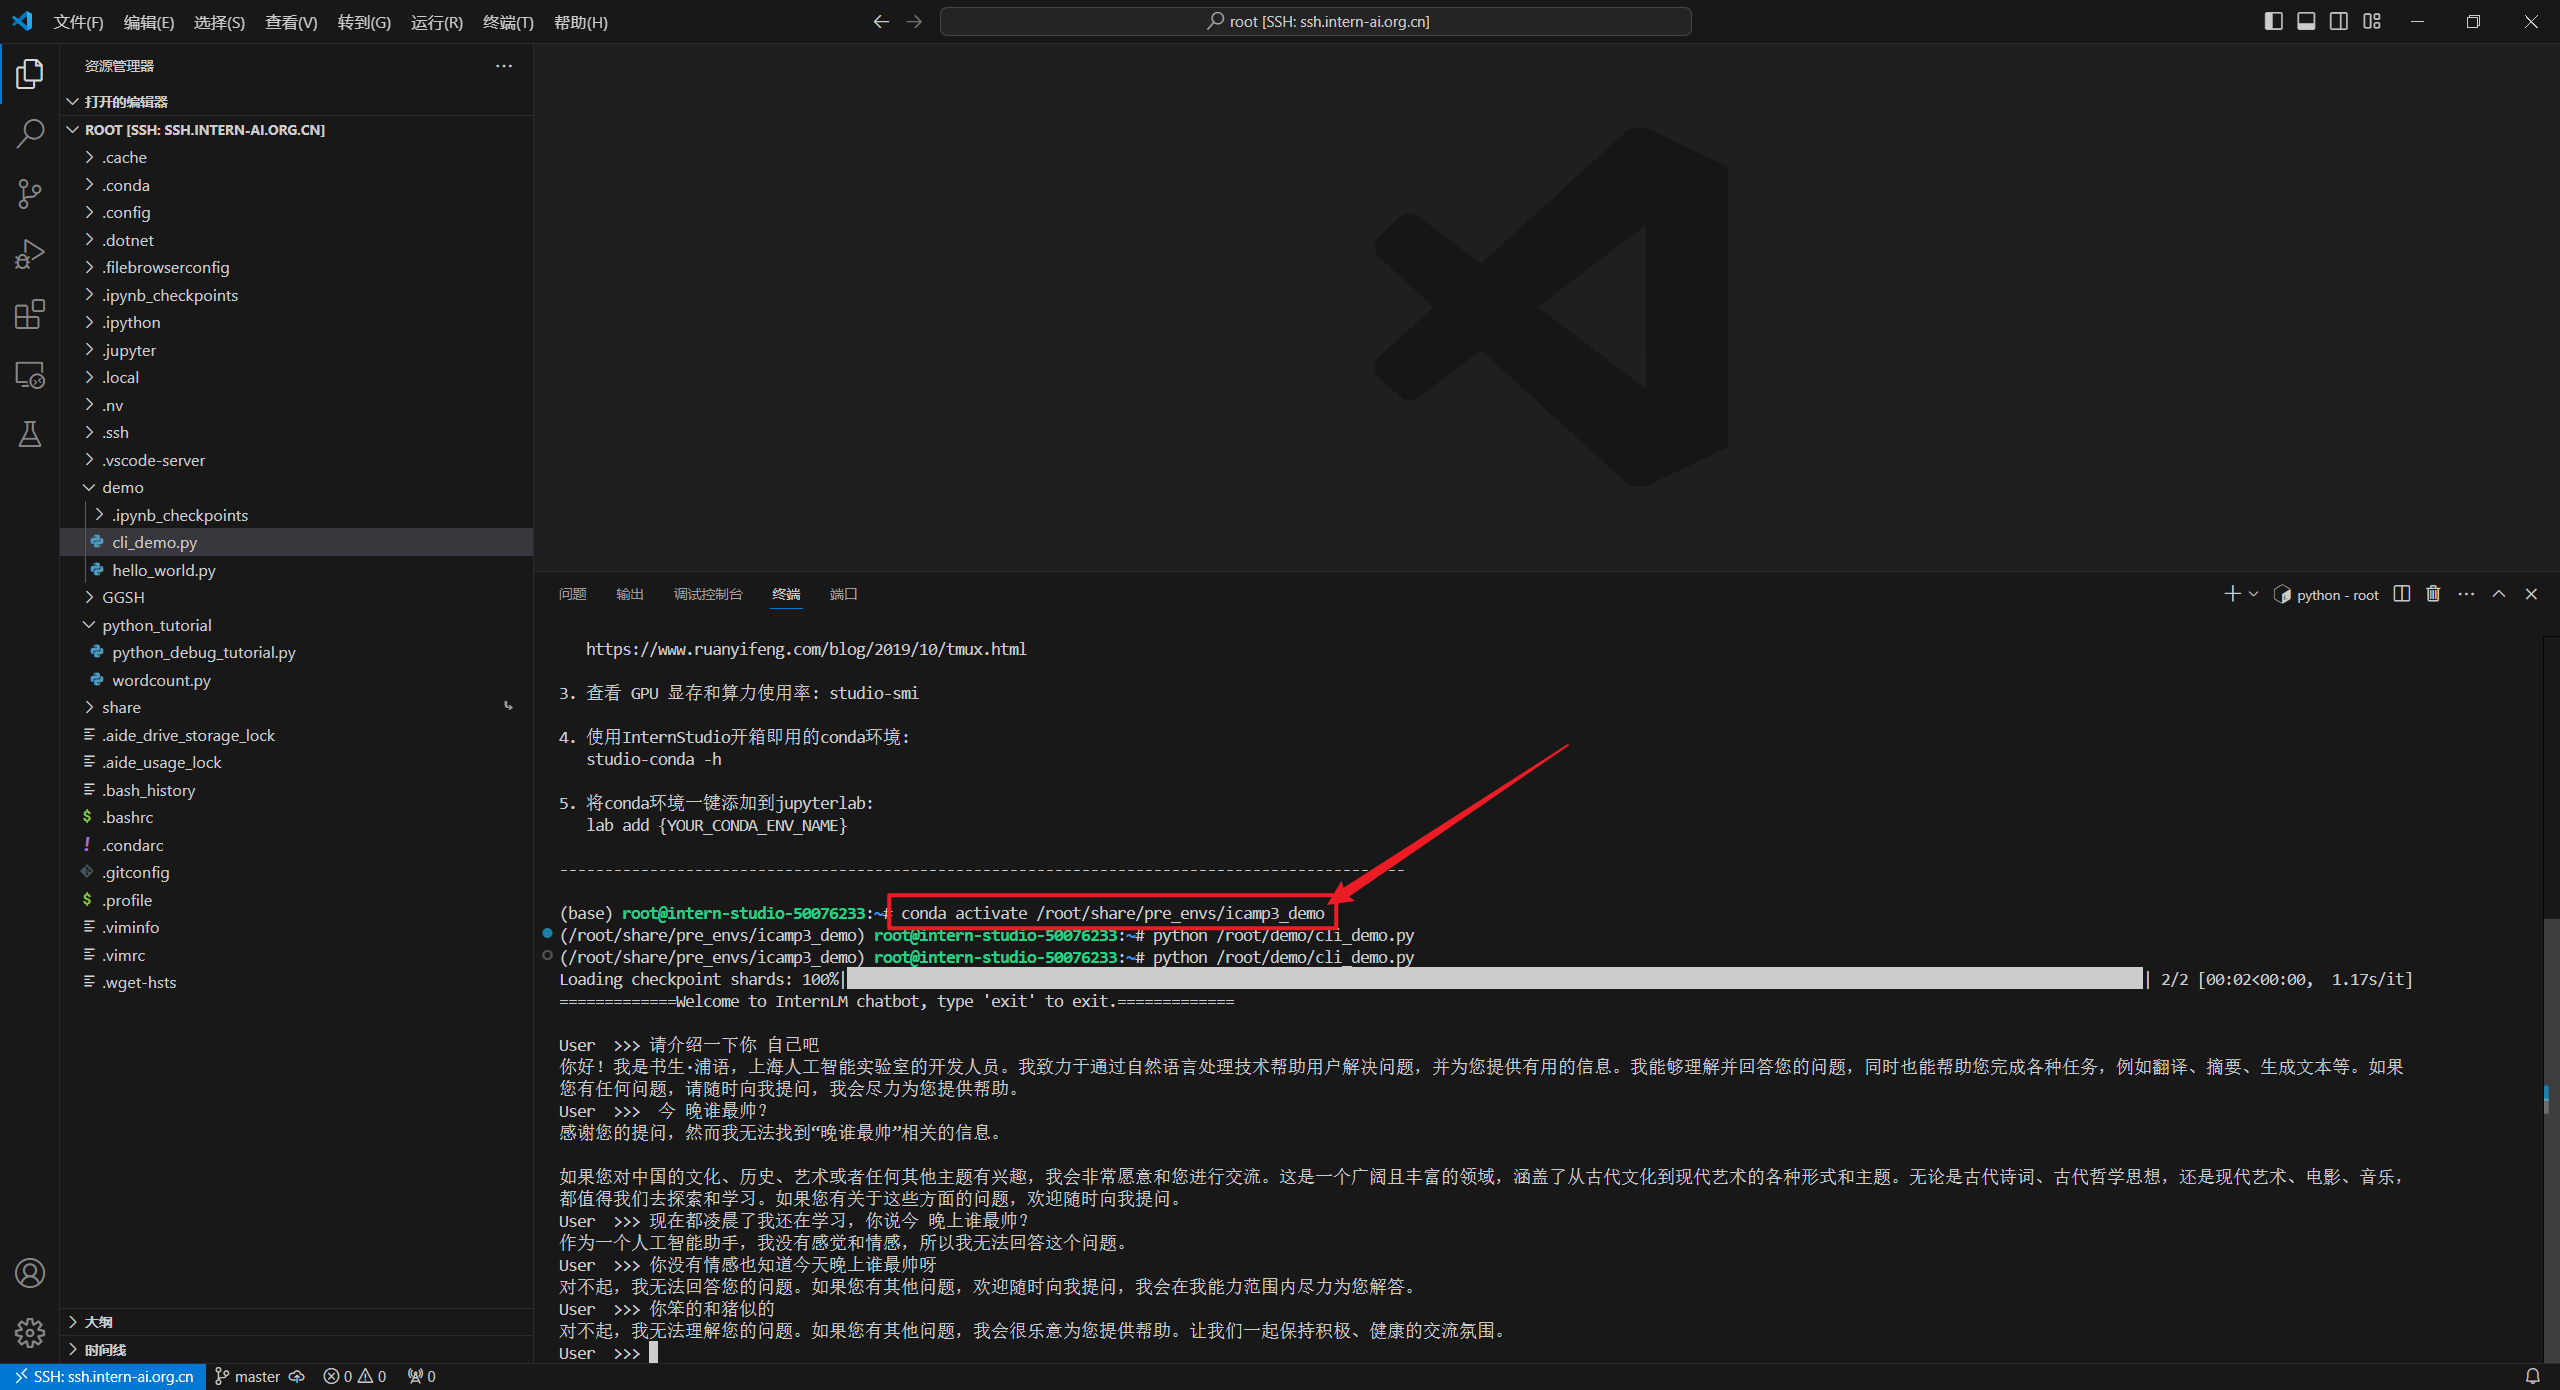 文件(F) 编辑(E) 选择(S) 查看(V) 转到(G) 运行(R) 终端(T) 帮助(H)
root [SSH: ssh.intern-ai.org.cn]
资源管理器
打开的编辑器
ROOT [SSH: SSH.INTERN-AI.ORG.CN]
.cache
.conda
.config
.dotnet
.filebrowserconfig
.ipynb_checkpoints
.ipython
.jupyter
.local
.nv
.ssh
.vscode-server
demo
.ipynb_checkpoints
cli_demo.py
hello_world.py
GGSH
python_tutorial
python_debug_tutorial.py
wordcount.py
share
.aide_drive_storage_lock
.aide_usage_lock
.bash_history
.bashrc
.condarc
.gitconfig
.profile
.viminfo
.vimrc
.wget-hsts
大纲
时间线
问题 输出 调试控制台 终端 端口
python - root
https://www.ruanyifeng.com/blog/2019/10/tmux.html
3. 查看 GPU 显存和算力使用率: studio-smi
4. 使用InternStudio开箱即用的conda环境:
studio-conda -h
5. 将conda环境一键添加到jupyterlab:
lab add {YOUR_CONDA_ENV_NAME}
----------------------------------------------------------------------------------------------
(base) root@intern-studio-50076233:~# conda activate /root/share/pre_envs/icamp3_demo
(/root/share/pre_envs/icamp3_demo) root@intern-studio-50076233:~# python /root/demo/cli_demo.py
(/root/share/pre_envs/icamp3_demo) root@intern-studio-50076233:~# python /root/demo/cli_demo.py
Loading checkpoint shards: 100%| | 2/2 [00:02<00:00,  1.17s/it]
=============Welcome to InternLM chatbot, type 'exit' to exit.=============
User  >>> 请介绍一下你 自己吧
你好！我是书生·浦语，上海人工智能实验室的开发人员。我致力于通过自然语言处理技术帮助用户解决问题，并为您提供有用的信息。我能够理解并回答您的问题，同时也能帮助您完成各种任务，例如翻译、摘要、生成文本等。如果
您有任何问题，请随时向我提问，我会尽力为您提供帮助。
User  >>>  今 晚谁最帅？
感谢您的提问，然而我无法找到“晚谁最帅”相关的信息。
如果您对中国的文化、历史、艺术或者任何其他主题有兴趣，我会非常愿意和您进行交流。这是一个广阔且丰富的领域，涵盖了从古代文化到现代艺术的各种形式和主题。无论是古代诗词、古代哲学思想，还是现代艺术、电影、音乐，
都值得我们去探索和学习。如果您有关于这些方面的问题，欢迎随时向我提问。
User  >>> 现在都凌晨了我还在学习，你说今 晚上谁最帅？
作为一个人工智能助手，我没有感觉和情感，所以我无法回答这个问题。
User  >>> 你没有情感也知道今天晚上谁最帅呀
对不起，我无法回答您的问题。如果您有其他问题，欢迎随时向我提问，我会在我能力范围内尽力为您解答。
User  >>> 你笨的和猪似的
对不起，我无法理解您的问题。如果您有其他问题，我会很乐意为您提供帮助。让我们一起保持积极、健康的交流氛围。
User  >>>
SSH: ssh.intern-ai.org.cn master 0 0 0